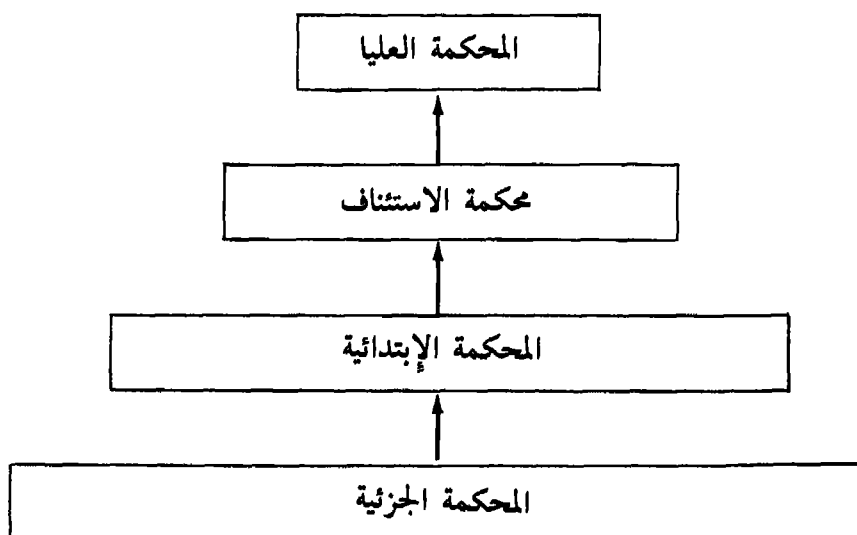 المحكمة العليا
محكمة الاستئناف
المحكمة الإبتدائية
المحكمة الجزئية